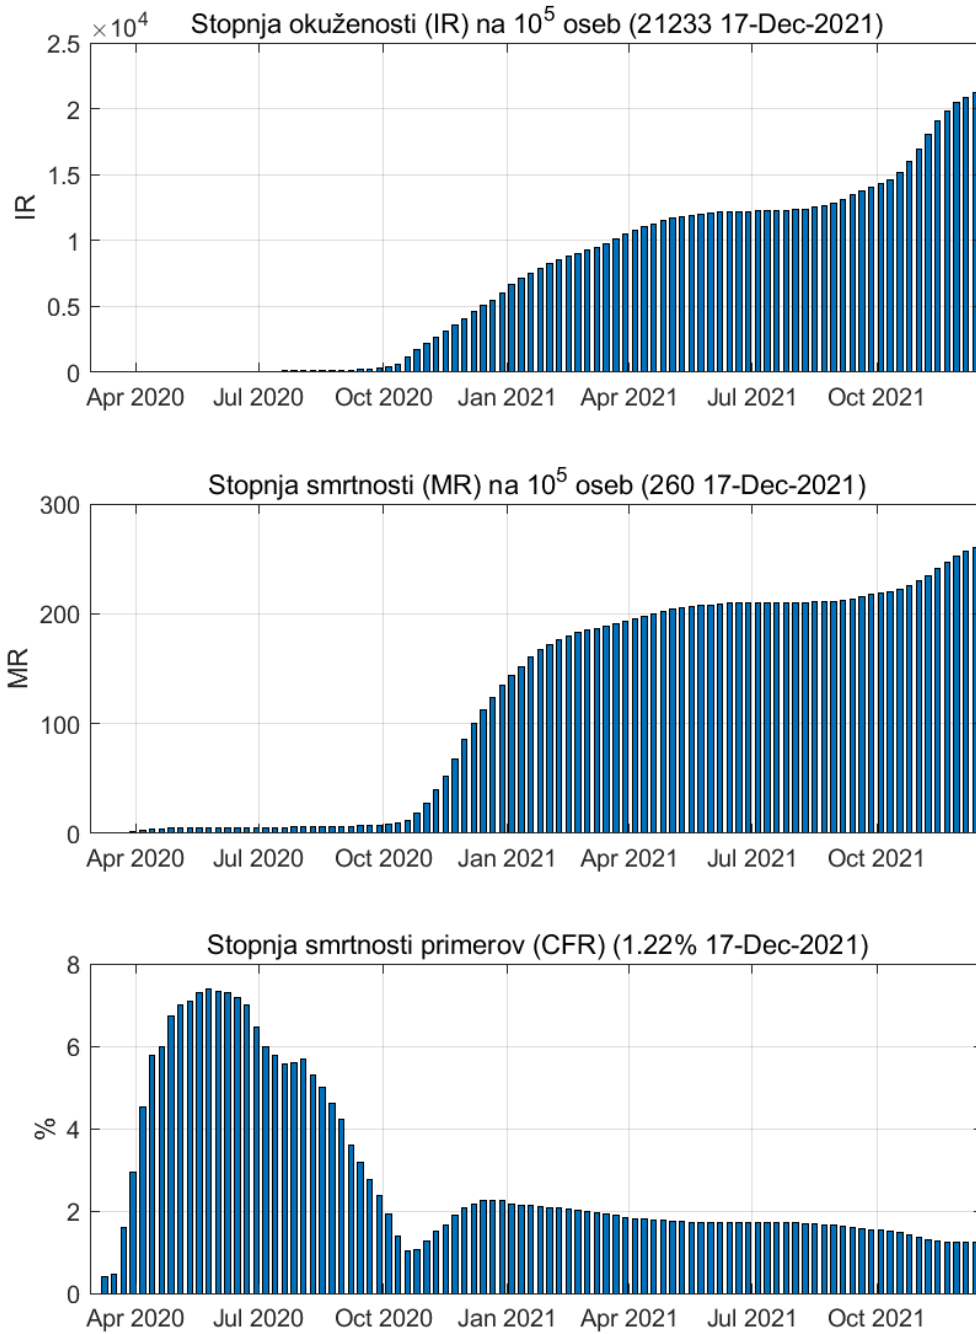 Stopnja okuženosti (IR) na 10^5 oseb (21233 17-Dec-2021)
×10^4
2.5
2
1.5
1
0.5
0
IR
Apr 2020 Jul 2020 Oct 2020 Jan 2021 Apr 2021 Jul 2021 Oct 2021
Stopnja smrtnosti (MR) na 10^5 oseb (260 17-Dec-2021)
300
200
100
0
MR
Apr 2020 Jul 2020 Oct 2020 Jan 2021 Apr 2021 Jul 2021 Oct 2021
Stopnja smrtnosti primerov (CFR) (1.22% 17-Dec-2021)
8
6
4
2
0
%
Apr 2020 Jul 2020 Oct 2020 Jan 2021 Apr 2021 Jul 2021 Oct 2021